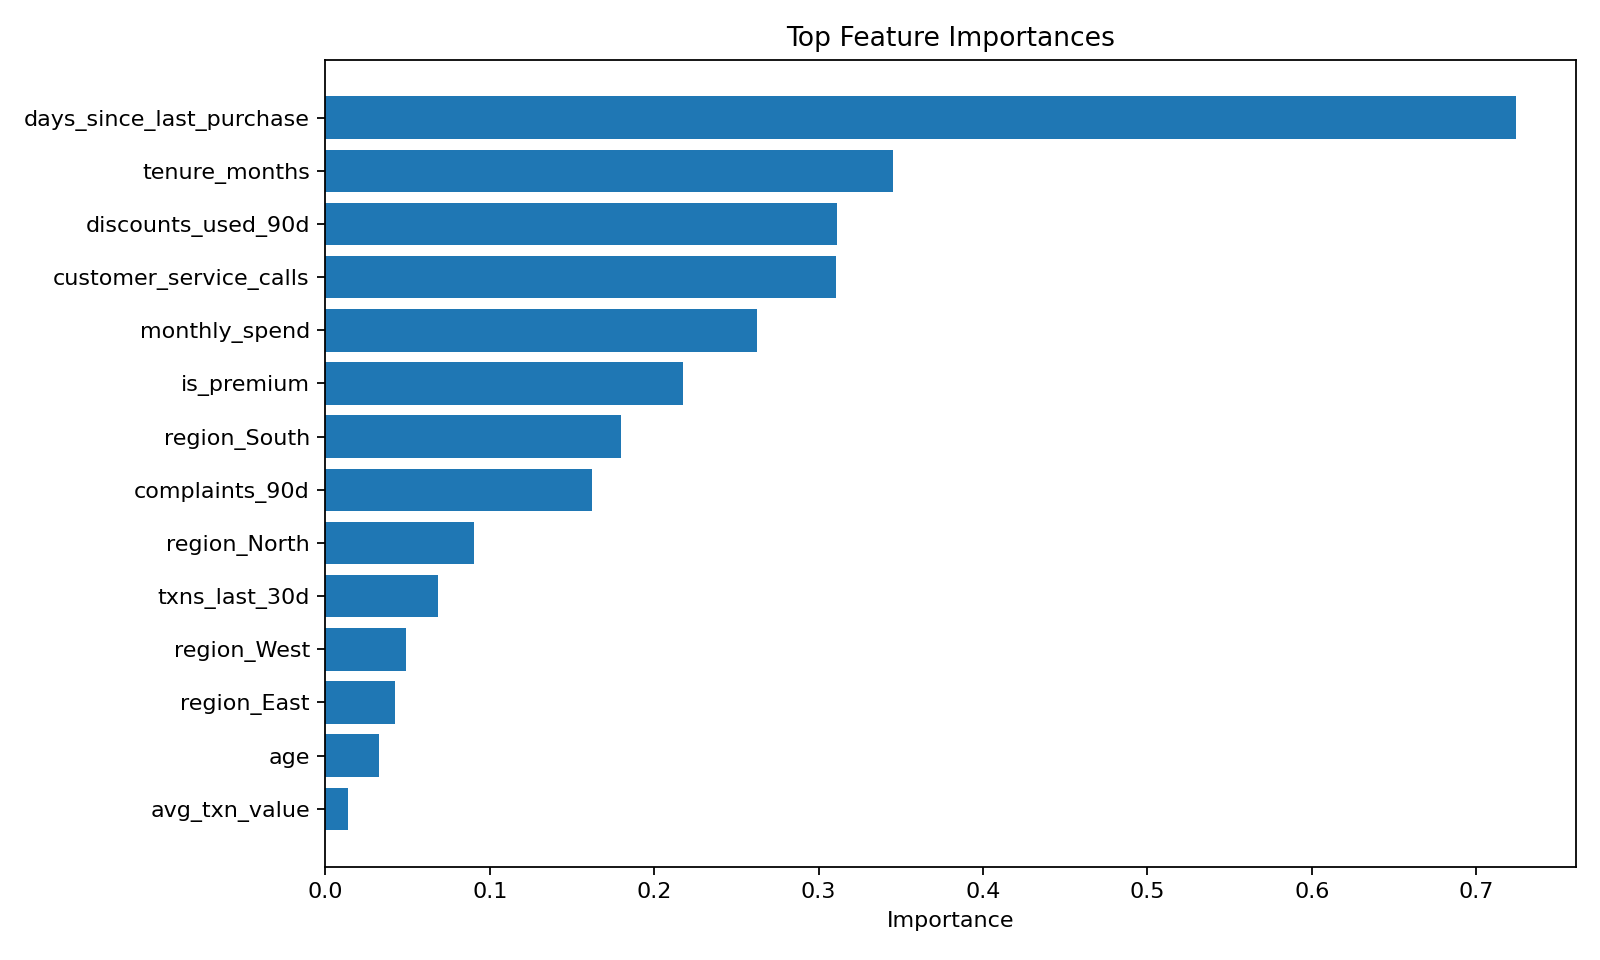 Top Feature Importances
days_since_last_purchase
tenure_months
discounts_used_90d
customer_service_calls
monthly_spend
is_premium
region_South
complaints_90d
region_North
txns_last_30d
region_West
region_East
age
avg_txn_value
0.0 0.1 0.2 0.3 0.4 0.5 0.6 0.7
Importance